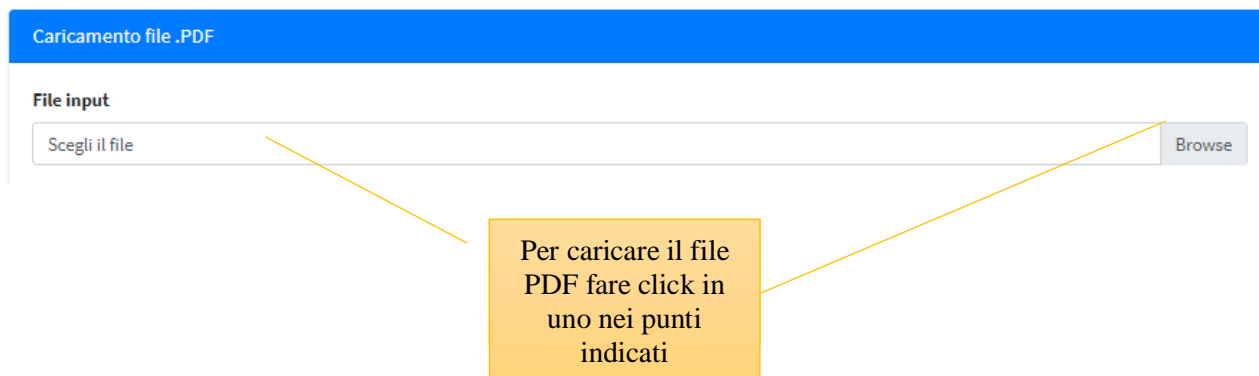 Caricamento file .PDF
File input
Scegli il file
Browse
Per caricare il file
PDF fare click in
uno nei punti
indicati